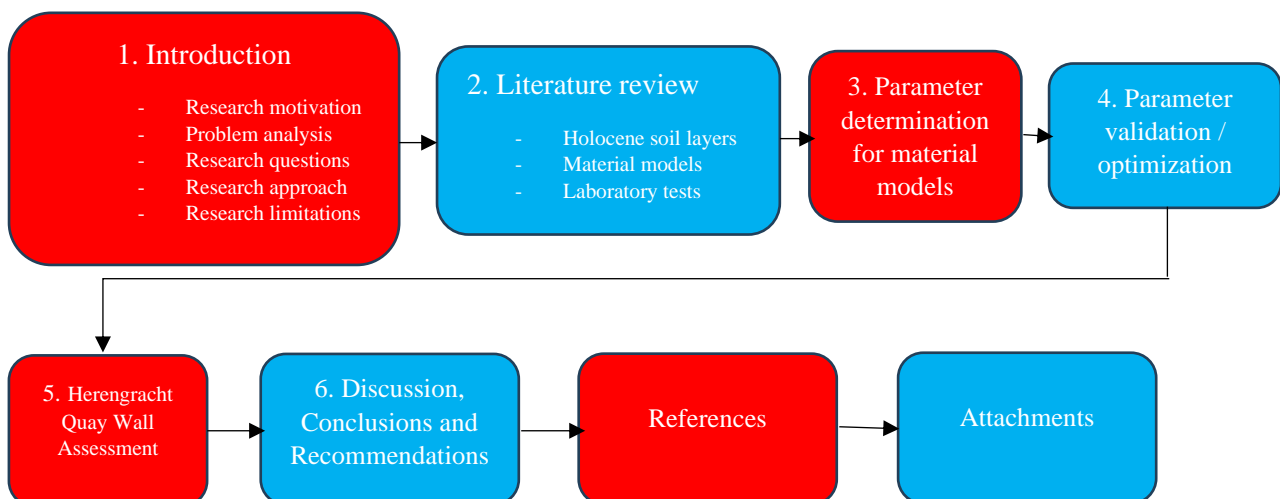 1. Introduction
- Research motivation
- Problem analysis
- Research questions
- Research approach
- Research limitations
2. Literature review
- Holocene soil layers
- Material models
- Laboratory tests
3. Parameter
determination
for material
models
4. Parameter
validation /
optimization
5. Herengracht
Quay Wall
Assessment
6. Discussion,
Conclusions and
Recommendations
References
Attachments